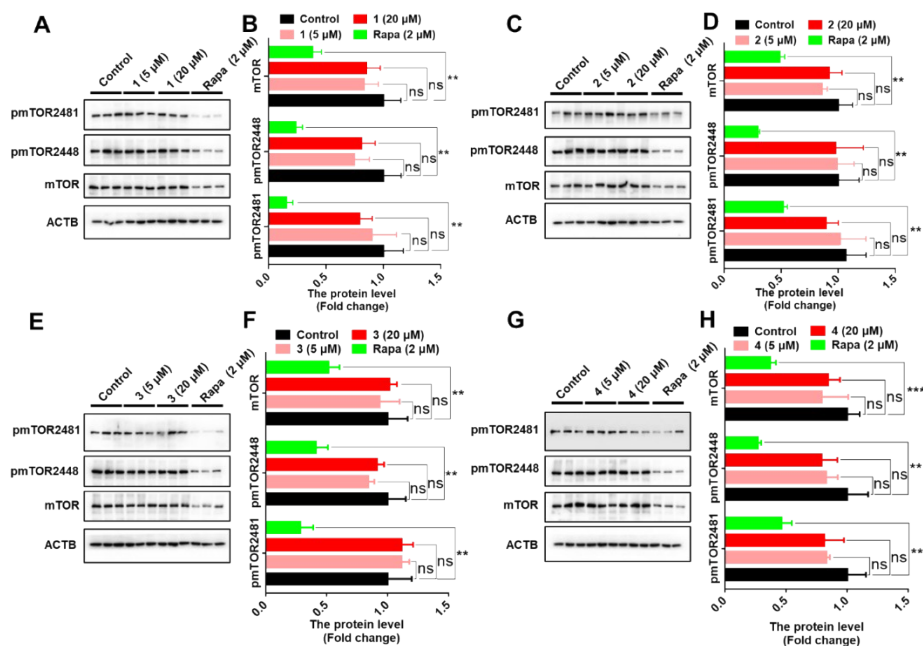 A
Control 1 (5 µM) 1 (20 µM) Rapa (2 µM)
pmTOR2481
pmTOR2448
mTOR
ACTB
B
Control 1 (20 µM)
1 (5 µM) Rapa (2 µM)
mTOR
ns ns **
pmTOR2448
ns ns **
pmTOR2481
ns ns **
0.0 0.5 1.0 1.5
The protein level
(Fold change)
C
Control 2 (5 µM) 2 (20 µM) Rapa (2 µM)
pmTOR2481
pmTOR2448
mTOR
ACTB
D
Control 2 (20 µM)
2 (5 µM) Rapa (2 µM)
mTOR
ns ns **
pmTOR2448
ns ns **
pmTOR2481
ns ns **
0.0 0.5 1.0 1.5
The protein level
(Fold change)
E
Control 3 (5 µM) 3 (20 µM) Rapa (2 µM)
pmTOR2481
pmTOR2448
mTOR
ACTB
F
Control 3 (20 µM)
3 (5 µM) Rapa (2 µM)
mTOR
ns ns **
pmTOR2448
ns ns **
pmTOR2481
ns ns **
0.0 0.5 1.0 1.5
The protein level
(Fold change)
G
Control 4 (5 µM) 4 (20 µM) Rapa (2 µM)
pmTOR2481
pmTOR2448
mTOR
ACTB
H
Control 4 (20 µM)
4 (5 µM) Rapa (2 µM)
mTOR
ns ns ***
pmTOR2448
ns ns **
pmTOR2481
ns ns **
0.0 0.5 1.0 1.5
The protein level
(Fold change)